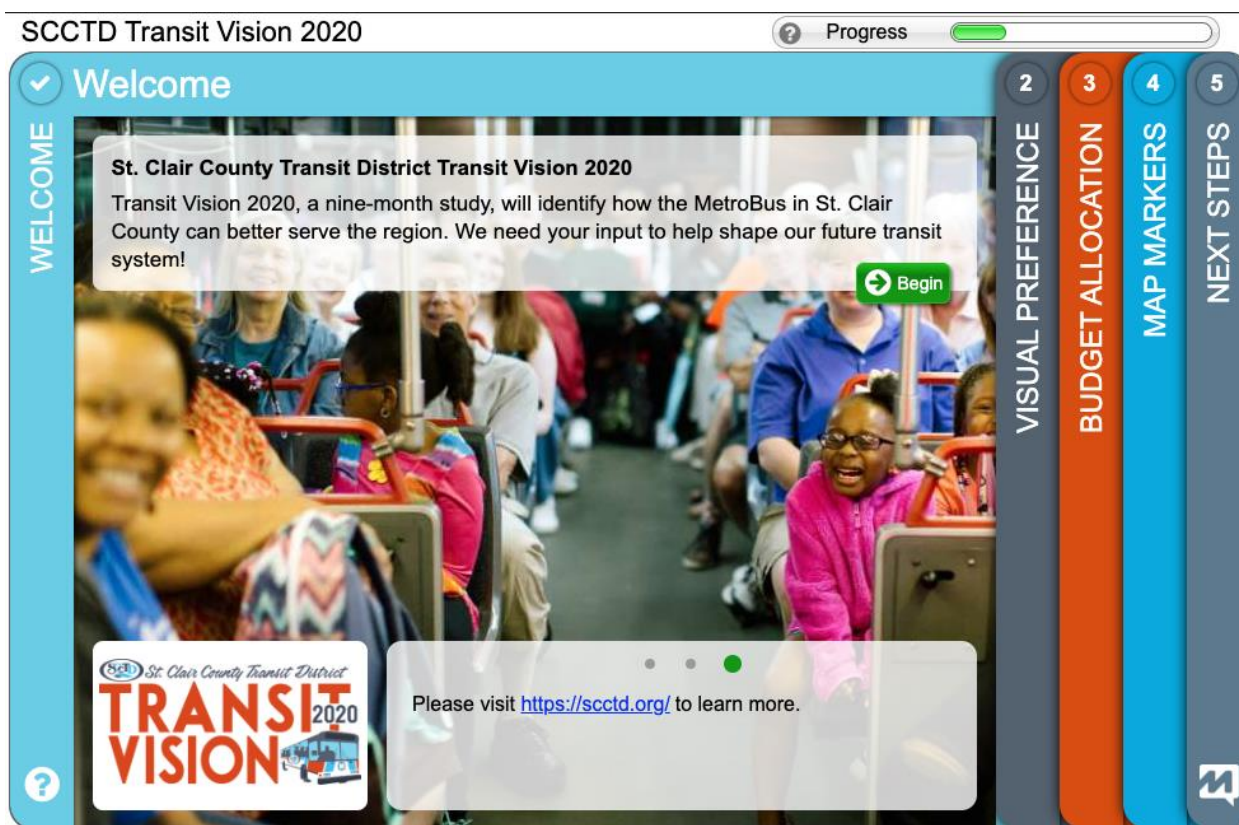 SCCTD Transit Vision 2020
Progress
Welcome
WELCOME
St. Clair County Transit District Transit Vision 2020
Transit Vision 2020, a nine-month study, will identify how the MetroBus in St. Clair
County can better serve the region. We need your input to help shape our future transit
system!
Begin
2
VISUAL PREFERENCE
3
BUDGET ALLOCATION
4
MAP MARKERS
5
NEXT STEPS
St. Clair County Transit District
TRANSIT
2020
VISION
Please visit https://scctd.org/ to learn more.